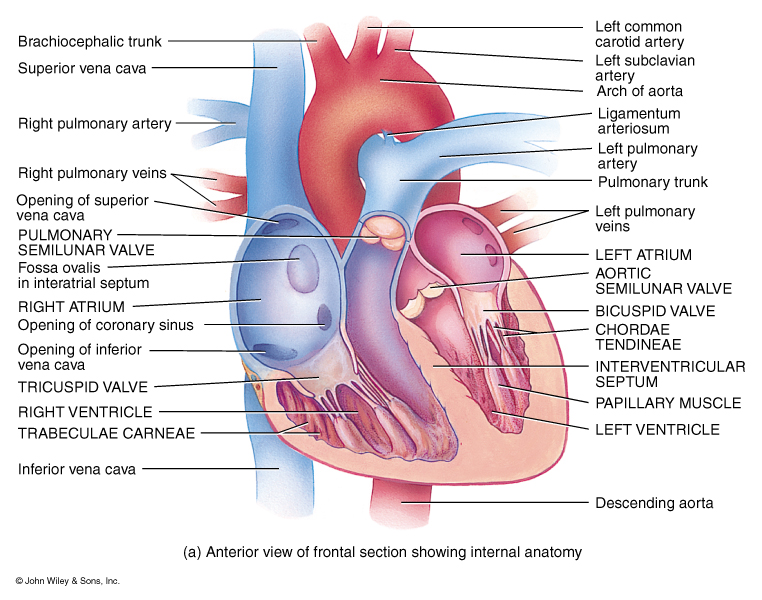 Brachiocephalic trunk
Superior vena cava
Right pulmonary artery
Right pulmonary veins
Opening of superior
vena cava
PULMONARY
SEMILUNAR VALVE
Fossa ovalis
in interatrial septum
RIGHT ATRIUM
Opening of coronary sinus
Opening of inferior
vena cava
TRICUSPID VALVE
RIGHT VENTRICLE
TRABECULAE CARNEAE
Inferior vena cava
Left common
carotid artery
Left subclavian
artery
Arch of aorta
Ligamentum
arteriosum
Left pulmonary
artery
Pulmonary trunk
Left pulmonary
veins
LEFT ATRIUM
AORTIC
SEMILUNAR VALVE
BICUSPID VALVE
CHORDAE
TENDINEAE
INTERVENTRICULAR
SEPTUM
PAPILLARY MUSCLE
LEFT VENTRICLE
Descending aorta
(a) Anterior view of frontal section showing internal anatomy
© John Wiley & Sons, Inc.